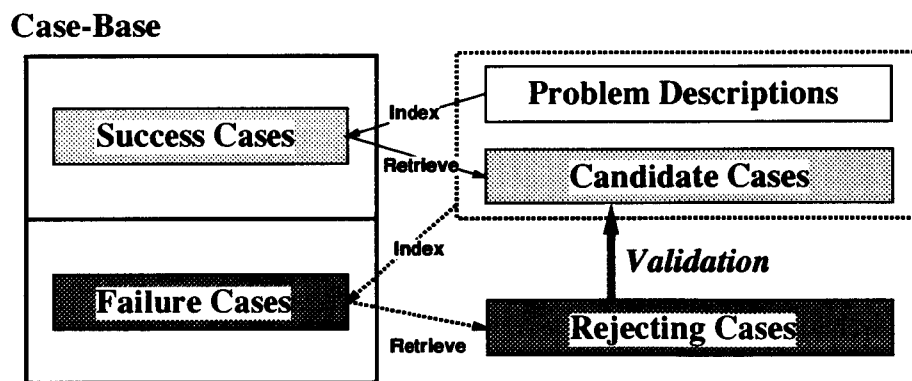 Case-Base
Problem Descriptions
Index
Success Cases
Retrieve
Candidate Cases
Index
Validation
Failure Cases
Rejecting Cases
Retrieve